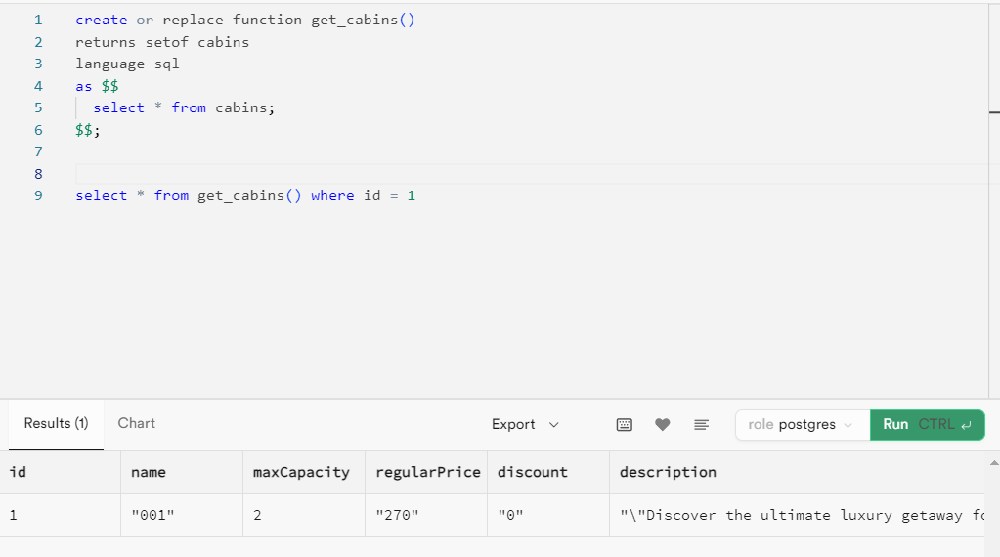 1 create or replace function get_cabins()
2 returns setof cabins
3 language sql
4 as $$
5 select * from cabins;
6 $$;
7
8
9 select * from get_cabins() where id = 1
Results (1) Chart Export role postgres Run CTRL ↵
id name maxCapacity regularPrice discount description
1 "001" 2 "270" "0" "\"Discover the ultimate luxury getaway